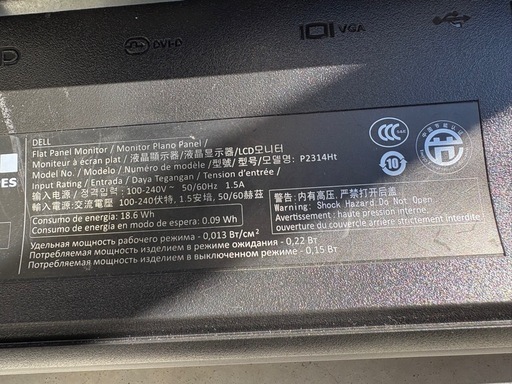 DVI-D
VGA
DELL
Flat Panel Monitor / Monitor Plano Panel /
Moniteur à écran plat / 液晶顯示器/液晶显示器/LCD모니터
Model No. / Modelo / Numéro de modèle/ 型號/ 型号/모델명: P2314Ht
Input Rating / Entrada / Daya Tegangan / Tension d'entrée /
输入电源 / 정격입력: 100-240V~ 50/60Hz 1.5A
輸入電源:交流電壓 100-240伏特, 1.5安培, 50/60赫茲
Consumo de energía: 18.6 Wh
Consumo de energía en modo de espera: 0.09 Wh
Удельная мощность рабочего режима - 0,013 Вт/см²
Потребляемая мощность изделием в режиме ожидания - 0,22 Вт
Потребляемая мощность изделием в выключенном режиме - 0,15 Вт
警告: 内有高压, 严禁打开后盖
Warning: Shock Hazard.Do Not Open.
Avertissement: haute pression interne.
ouverture du couvercle arrière strictement interdite
10